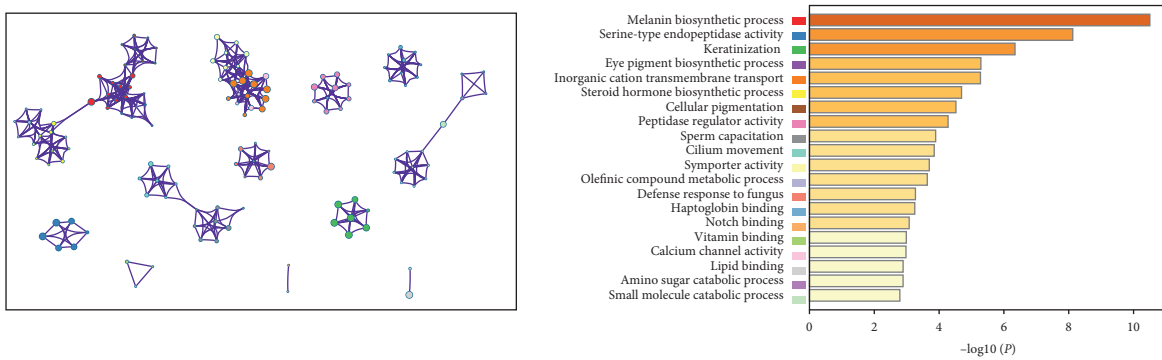 Melanin biosynthetic process
Serine-type endopeptidase activity
Keratinization
Eye pigment biosynthetic process
Inorganic cation transmembrane transport
Steroid hormone biosynthetic process
Cellular pigmentation
Peptidase regulator activity
Sperm capacitation
Cilium movement
Symporter activity
Olefinic compound metabolic process
Defense response to fungus
Haptoglobin binding
Notch binding
Vitamin binding
Calcium channel activity
Lipid binding
Amino sugar catabolic process
Small molecule catabolic process
0 2 4 6 8 10
–log10 (P)